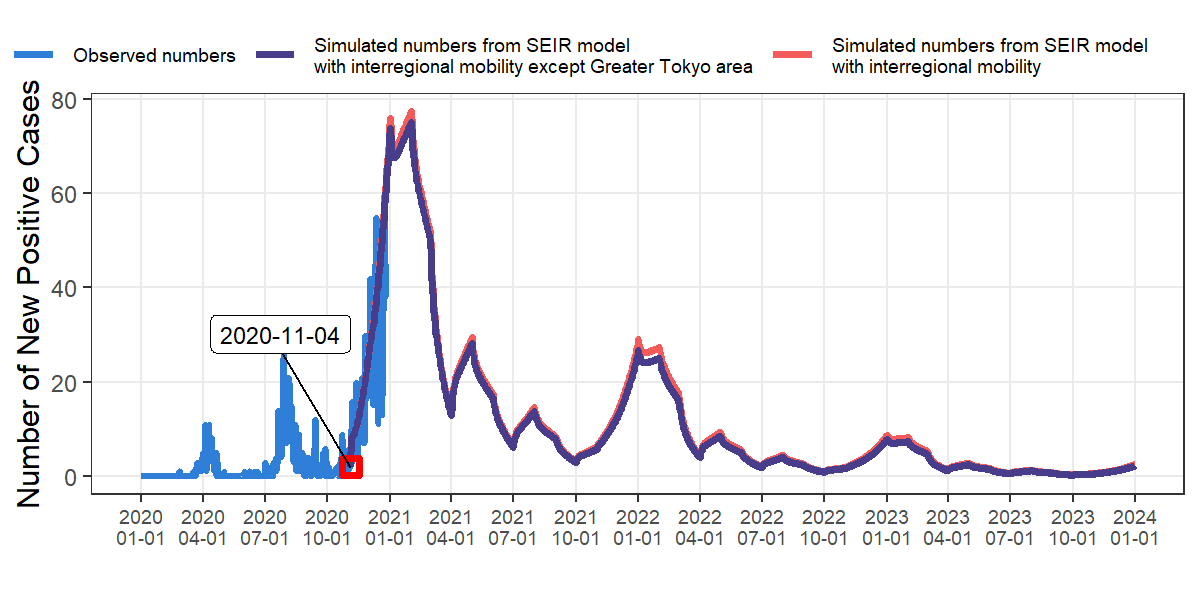 Observed numbers
Simulated numbers from SEIR model
with interregional mobility except Greater Tokyo area
Simulated numbers from SEIR model
with interregional mobility
Number of New Positive Cases
80
60
40
20
0
2020-11-04
2020 2020 2020 2020 2021 2021 2021 2021 2022 2022 2022 2022 2023 2023 2023 2023 2024
01-01 04-01 07-01 10-01 01-01 04-01 07-01 10-01 01-01 04-01 07-01 10-01 01-01 04-01 07-01 10-01 01-01